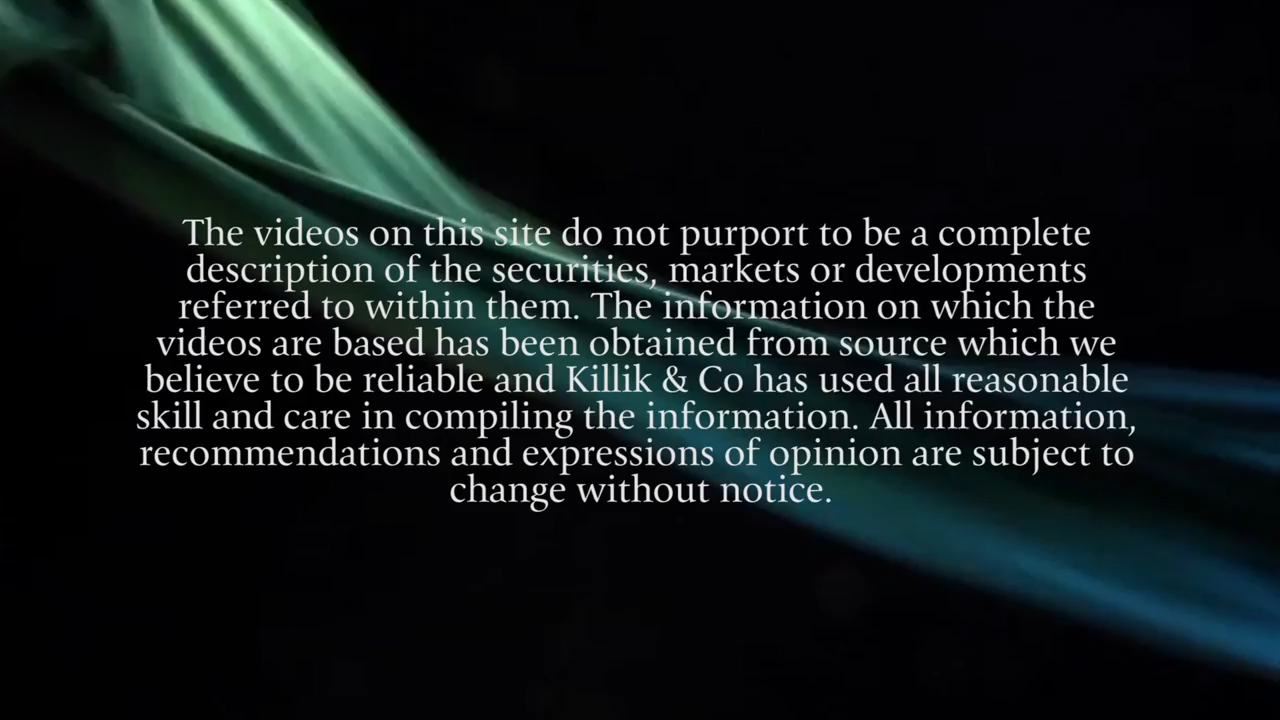 The videos on this site do not purport to be a complete
description of the securities, markets or developments
referred to within them. The information on which the
videos are based has been obtained from source which we
believe to be reliable and Killik & Co has used all reasonable
skill and care in compiling the information. All information,
recommendations and expressions of opinion are subject to
change without notice.